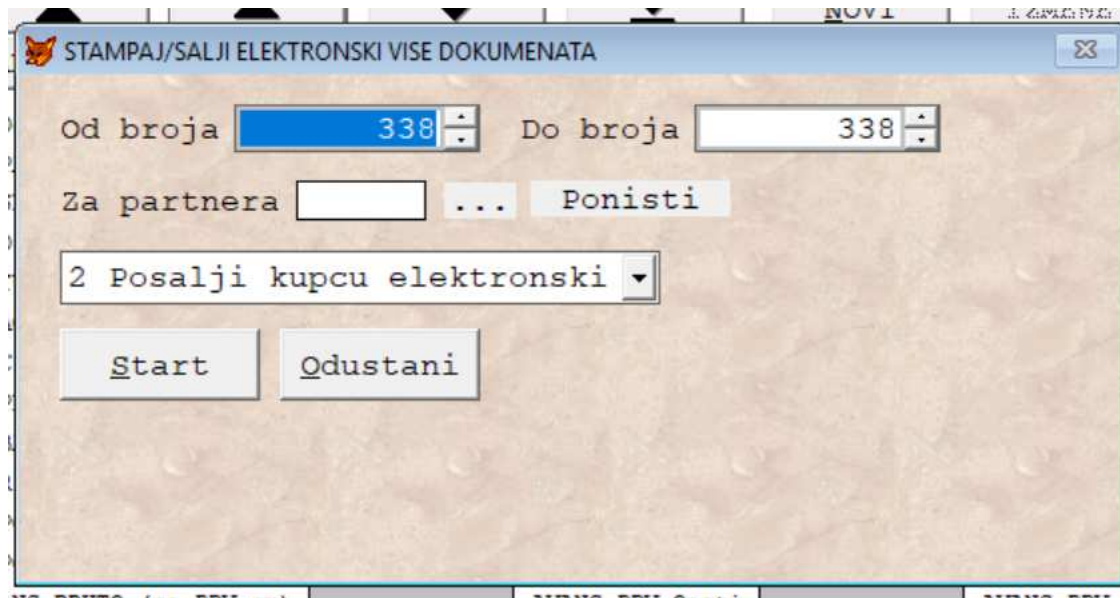 NOVI
STAMPAJ/SALJI ELEKTRONSKI VISE DOKUMENATA
Od broja 338 Do broja 338
Za partnera ... Ponisti
2 Posalji kupcu elektronski
Start Odustani